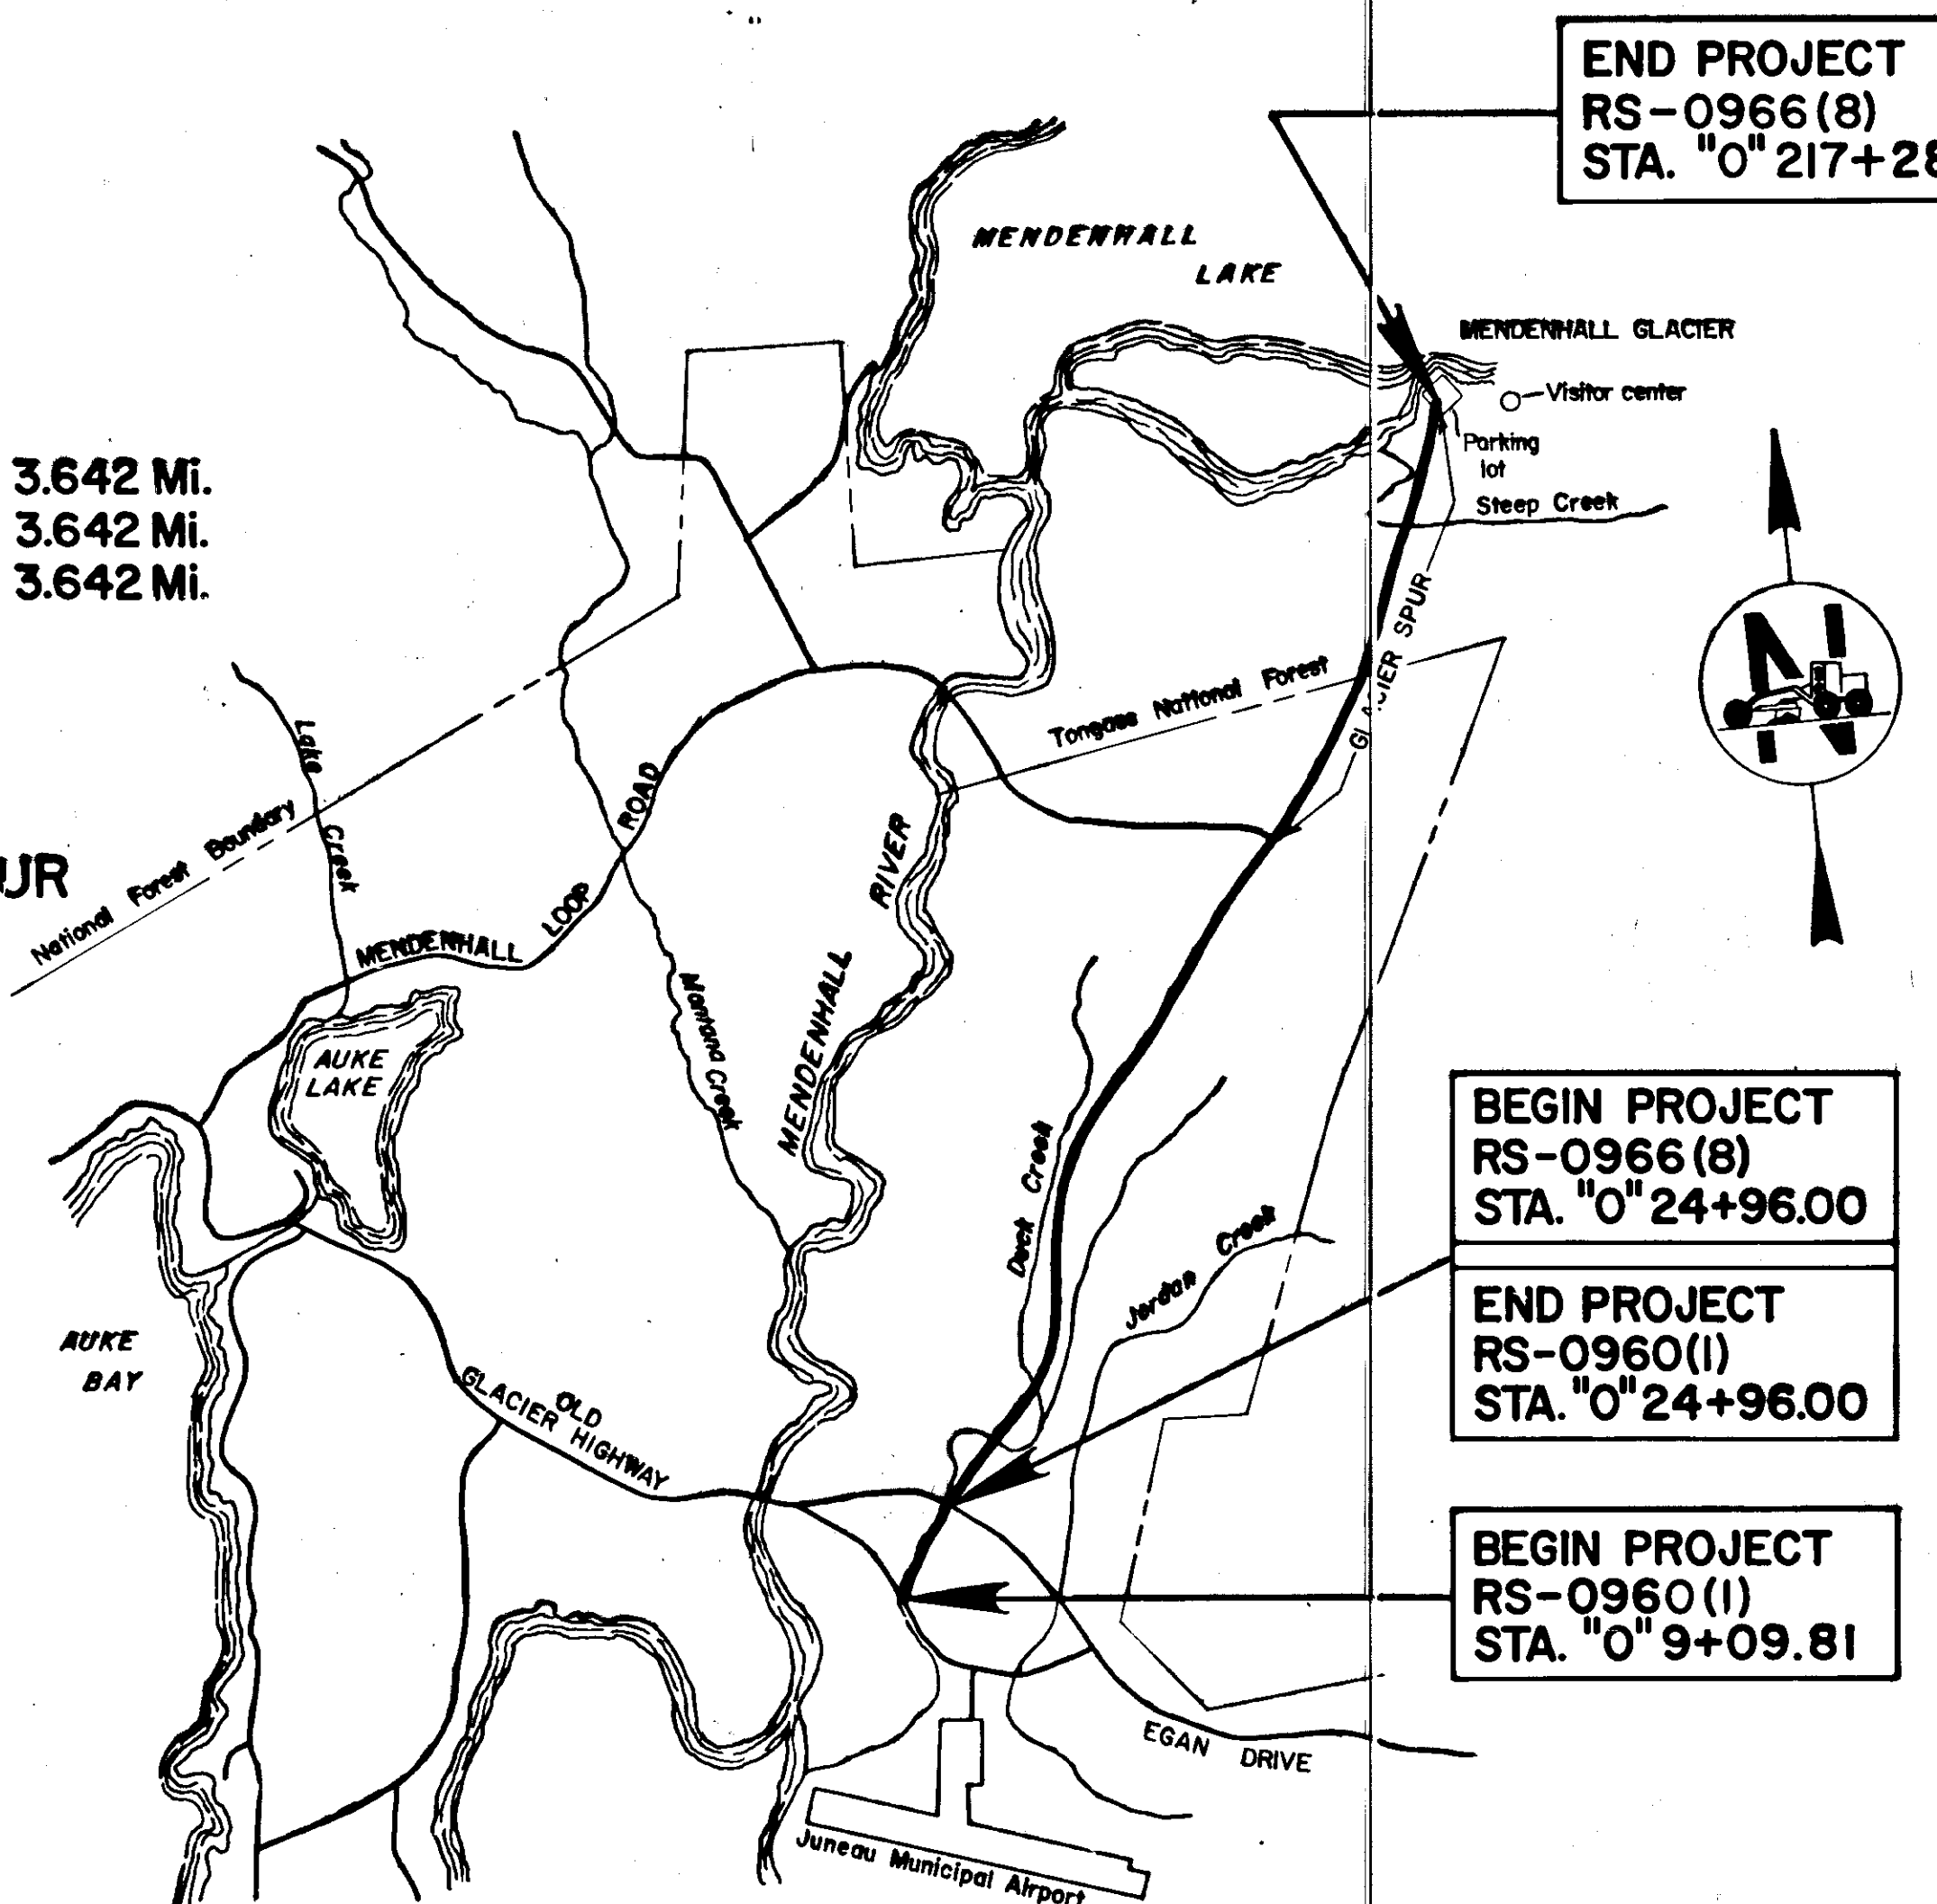 END PROJECT
RS-0966(8)
STA. "O" 217+28
MENDENHALL
LAKE
MENDENHALL GLACIER
Visitor center
Parking
lot
Steep Creek
3.642 Mi.
3.642 Mi.
3.642 Mi.
SPUR
Tongass National Forest
N
Lake Creek
National Forest Boundary
UR
MENDENHALL LOOP ROAD
MENDENHALL RIVER
Montana Creek
AUKE
LAKE
Duck Creek
Jordan Creek
BEGIN PROJECT
RS-0966(8)
STA. "O" 24+96.00
END PROJECT
RS-0960(1)
STA. "O" 24+96.00
AUKE
BAY
OLD
GLACIER HIGHWAY
BEGIN PROJECT
RS-0960(1)
STA. "O" 9+09.81
EGAN DRIVE
Juneau Municipal Airport